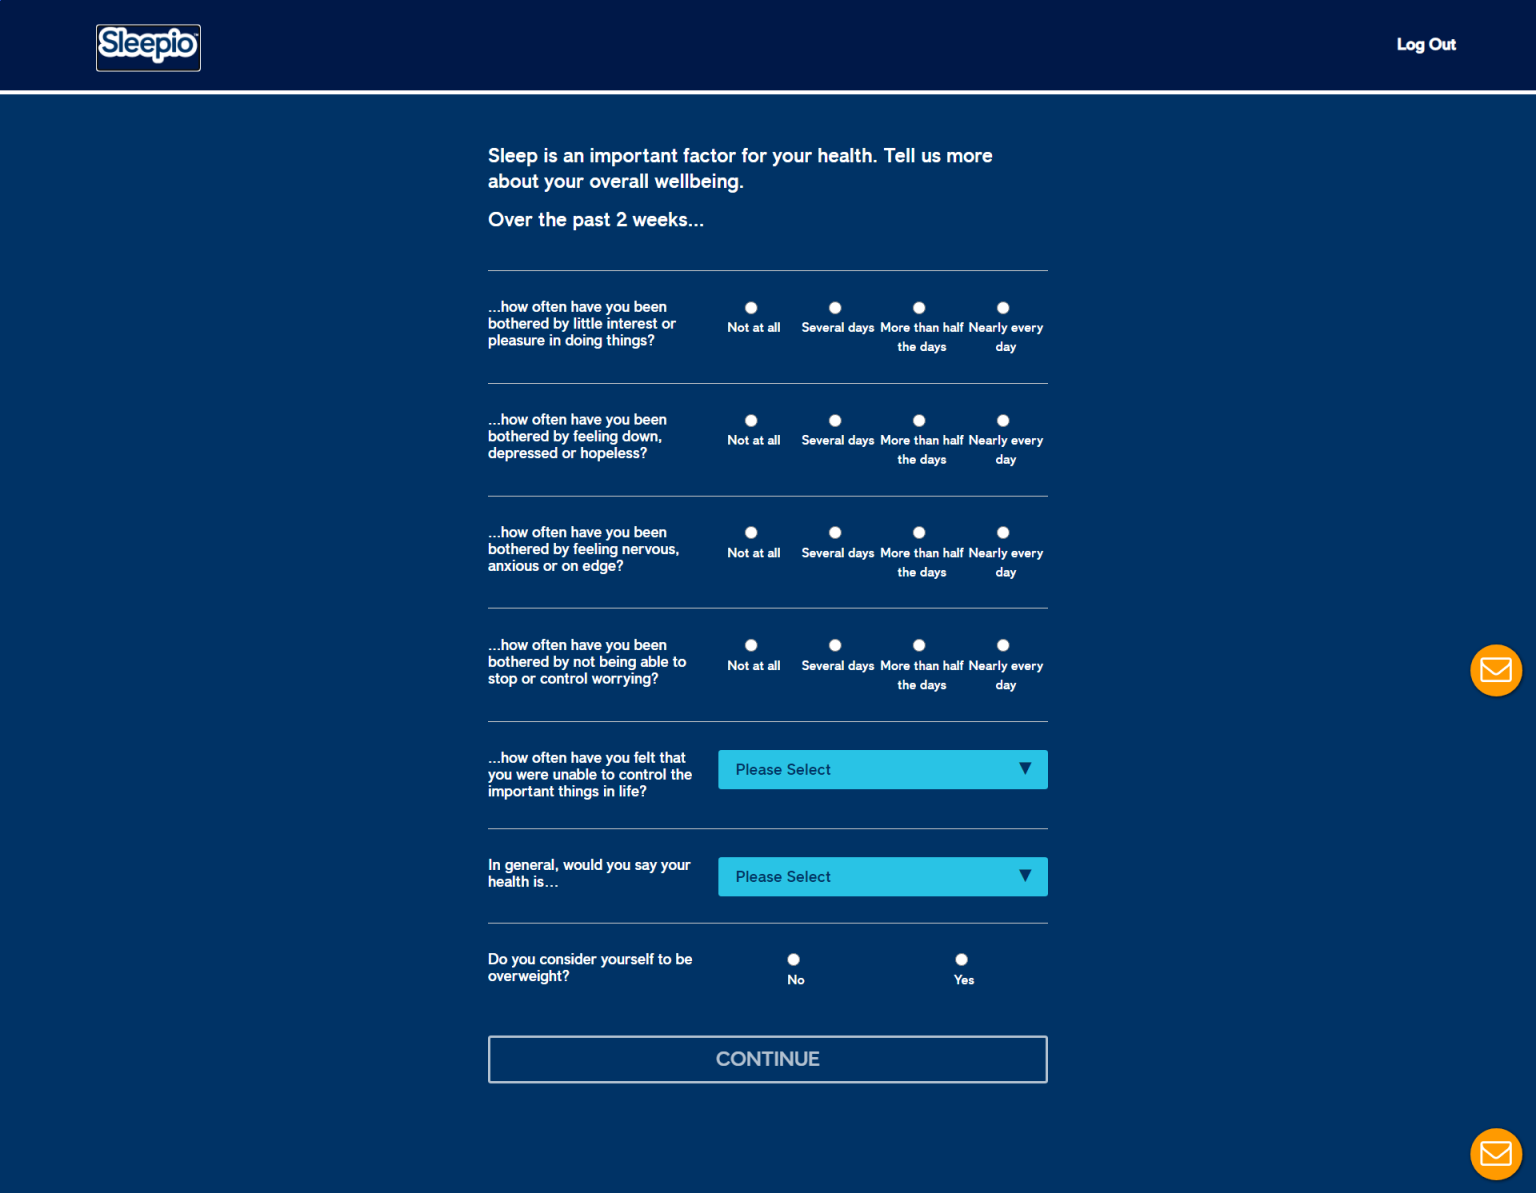 Sleepio™
Log Out
Sleep is an important factor for your health. Tell us more
about your overall wellbeing.
Over the past 2 weeks...
...how often have you been
bothered by little interest or
pleasure in doing things?
Not at all
Several days
More than half
the days
Nearly every
day
...how often have you been
bothered by feeling down,
depressed or hopeless?
Not at all
Several days
More than half
the days
Nearly every
day
...how often have you been
bothered by feeling nervous,
anxious or on edge?
Not at all
Several days
More than half
the days
Nearly every
day
...how often have you been
bothered by not being able to
stop or control worrying?
Not at all
Several days
More than half
the days
Nearly every
day
...how often have you felt that
you were unable to control the
important things in life?
Please Select
In general, would you say your
health is...
Please Select
Do you consider yourself to be
overweight?
No
Yes
CONTINUE